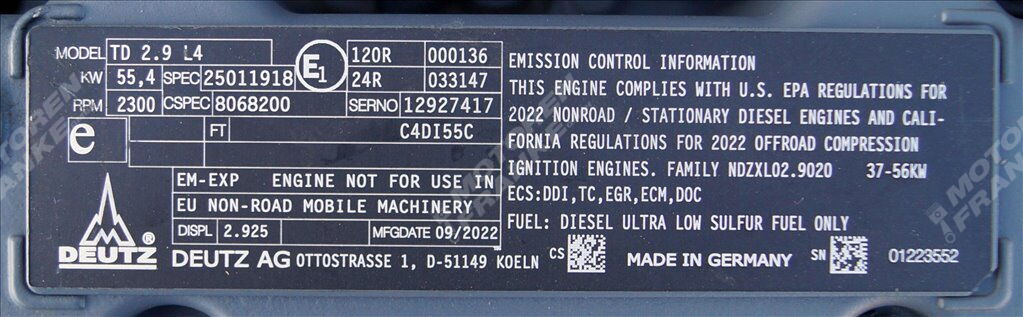 MODEL TD 2.9 L4 E1 120R 000136
KW 55,4 SPEC 25011918 24R 033147
RPM 2300 CSPEC 8068200 SERNO 12927417
e FT C4DI55C
EM-EXP ENGINE NOT FOR USE IN
EU NON-ROAD MOBILE MACHINERY
DISPL 2.925 MFGDATE 09/2022
DEUTZ ® DEUTZ AG OTTOSTRASSE 1, D-51149 KOELN
EMISSION CONTROL INFORMATION
THIS ENGINE COMPLIES WITH U.S. EPA REGULATIONS FOR
2022 NONROAD / STATIONARY DIESEL ENGINES AND CALI-
FORNIA REGULATIONS FOR 2022 OFFROAD COMPRESSION
IGNITION ENGINES. FAMILY NDZXL02.9020 37-56KW
ECS:DDI,TC,EGR,ECM,DOC
FUEL: DIESEL ULTRA LOW SULFUR FUEL ONLY
CS MADE IN GERMANY SN 01223552
MOTOREN
FRANKEN